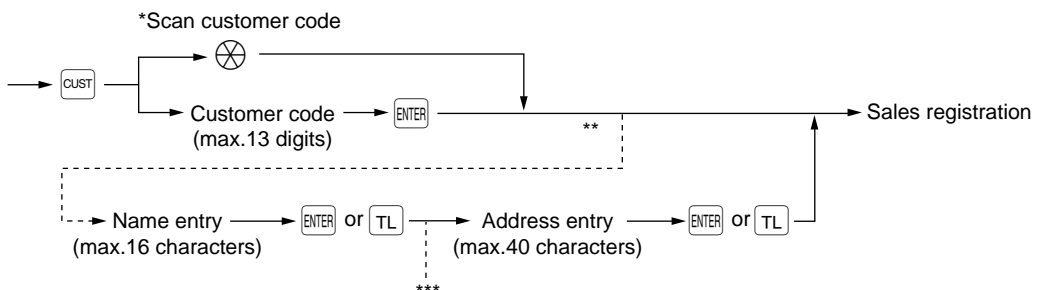 *Scan customer code
CUST
Customer code
(max.13 digits)
ENTER
**
Sales registration
Name entry
(max.16 characters)
ENTER or TL
Address entry
(max.40 characters)
ENTER or TL
***